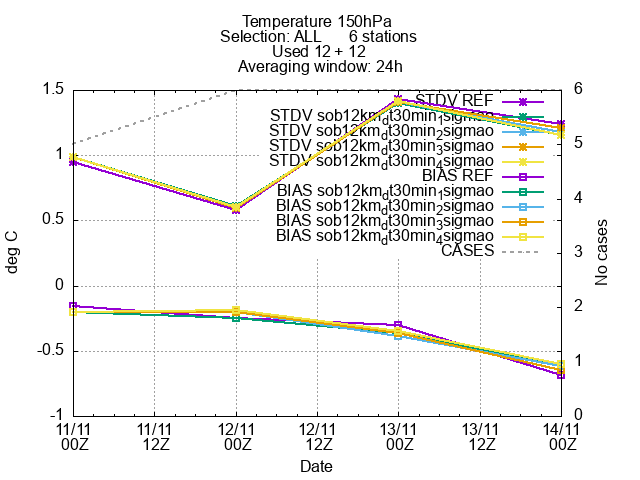 Temperature 150hPa
Selection: ALL      6 stations
Used 12 + 12
Averaging window: 24h
STDV REF
STDV sob12km_dt30min_1sigmao
STDV sob12km_dt30min_2sigmao
STDV sob12km_dt30min_3sigmao
STDV sob12km_dt30min_4sigmao
BIAS REF
BIAS sob12km_dt30min_1sigmao
BIAS sob12km_dt30min_2sigmao
BIAS sob12km_dt30min_3sigmao
BIAS sob12km_dt30min_4sigmao
CASES
deg C
1.5
1
0.5
0
-0.5
-1
No cases
6
5
4
3
2
1
0
11/11 11/11 12/11 12/11 13/11 13/11 14/11
00Z 12Z 00Z 12Z 00Z 12Z 00Z
Date